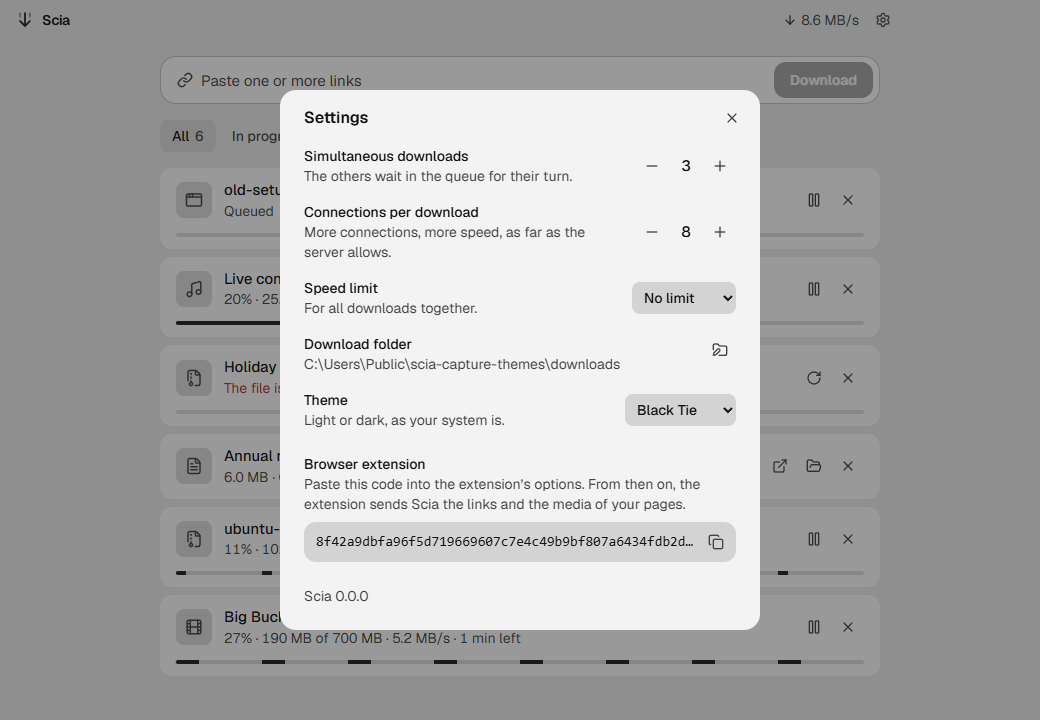 Scia
8.6 MB/s
Paste one or more links
Download
All 6
In progr
Settings
Simultaneous downloads
The others wait in the queue for their turn.
3
Connections per download
More connections, more speed, as far as the
server allows.
8
Speed limit
For all downloads together.
No limit
Download folder
C:\Users\Public\scia-capture-themes\downloads
Theme
Light or dark, as your system is.
Black Tie
Browser extension
Paste this code into the extension's options. From then on, the
extension sends Scia the links and the media of your pages.
8f42a9dbfa96f5d719669607c7e4c49b9bf807a6434fdb2d…
Scia 0.0.0
old-setu
Queued
Live con
20% · 25.
Holiday
The file is
Annual r
6.0 MB ·
ubuntu-
11% · 10
Big Buck
27% · 190 MB of 700 MB · 5.2 MB/s · 1 min left